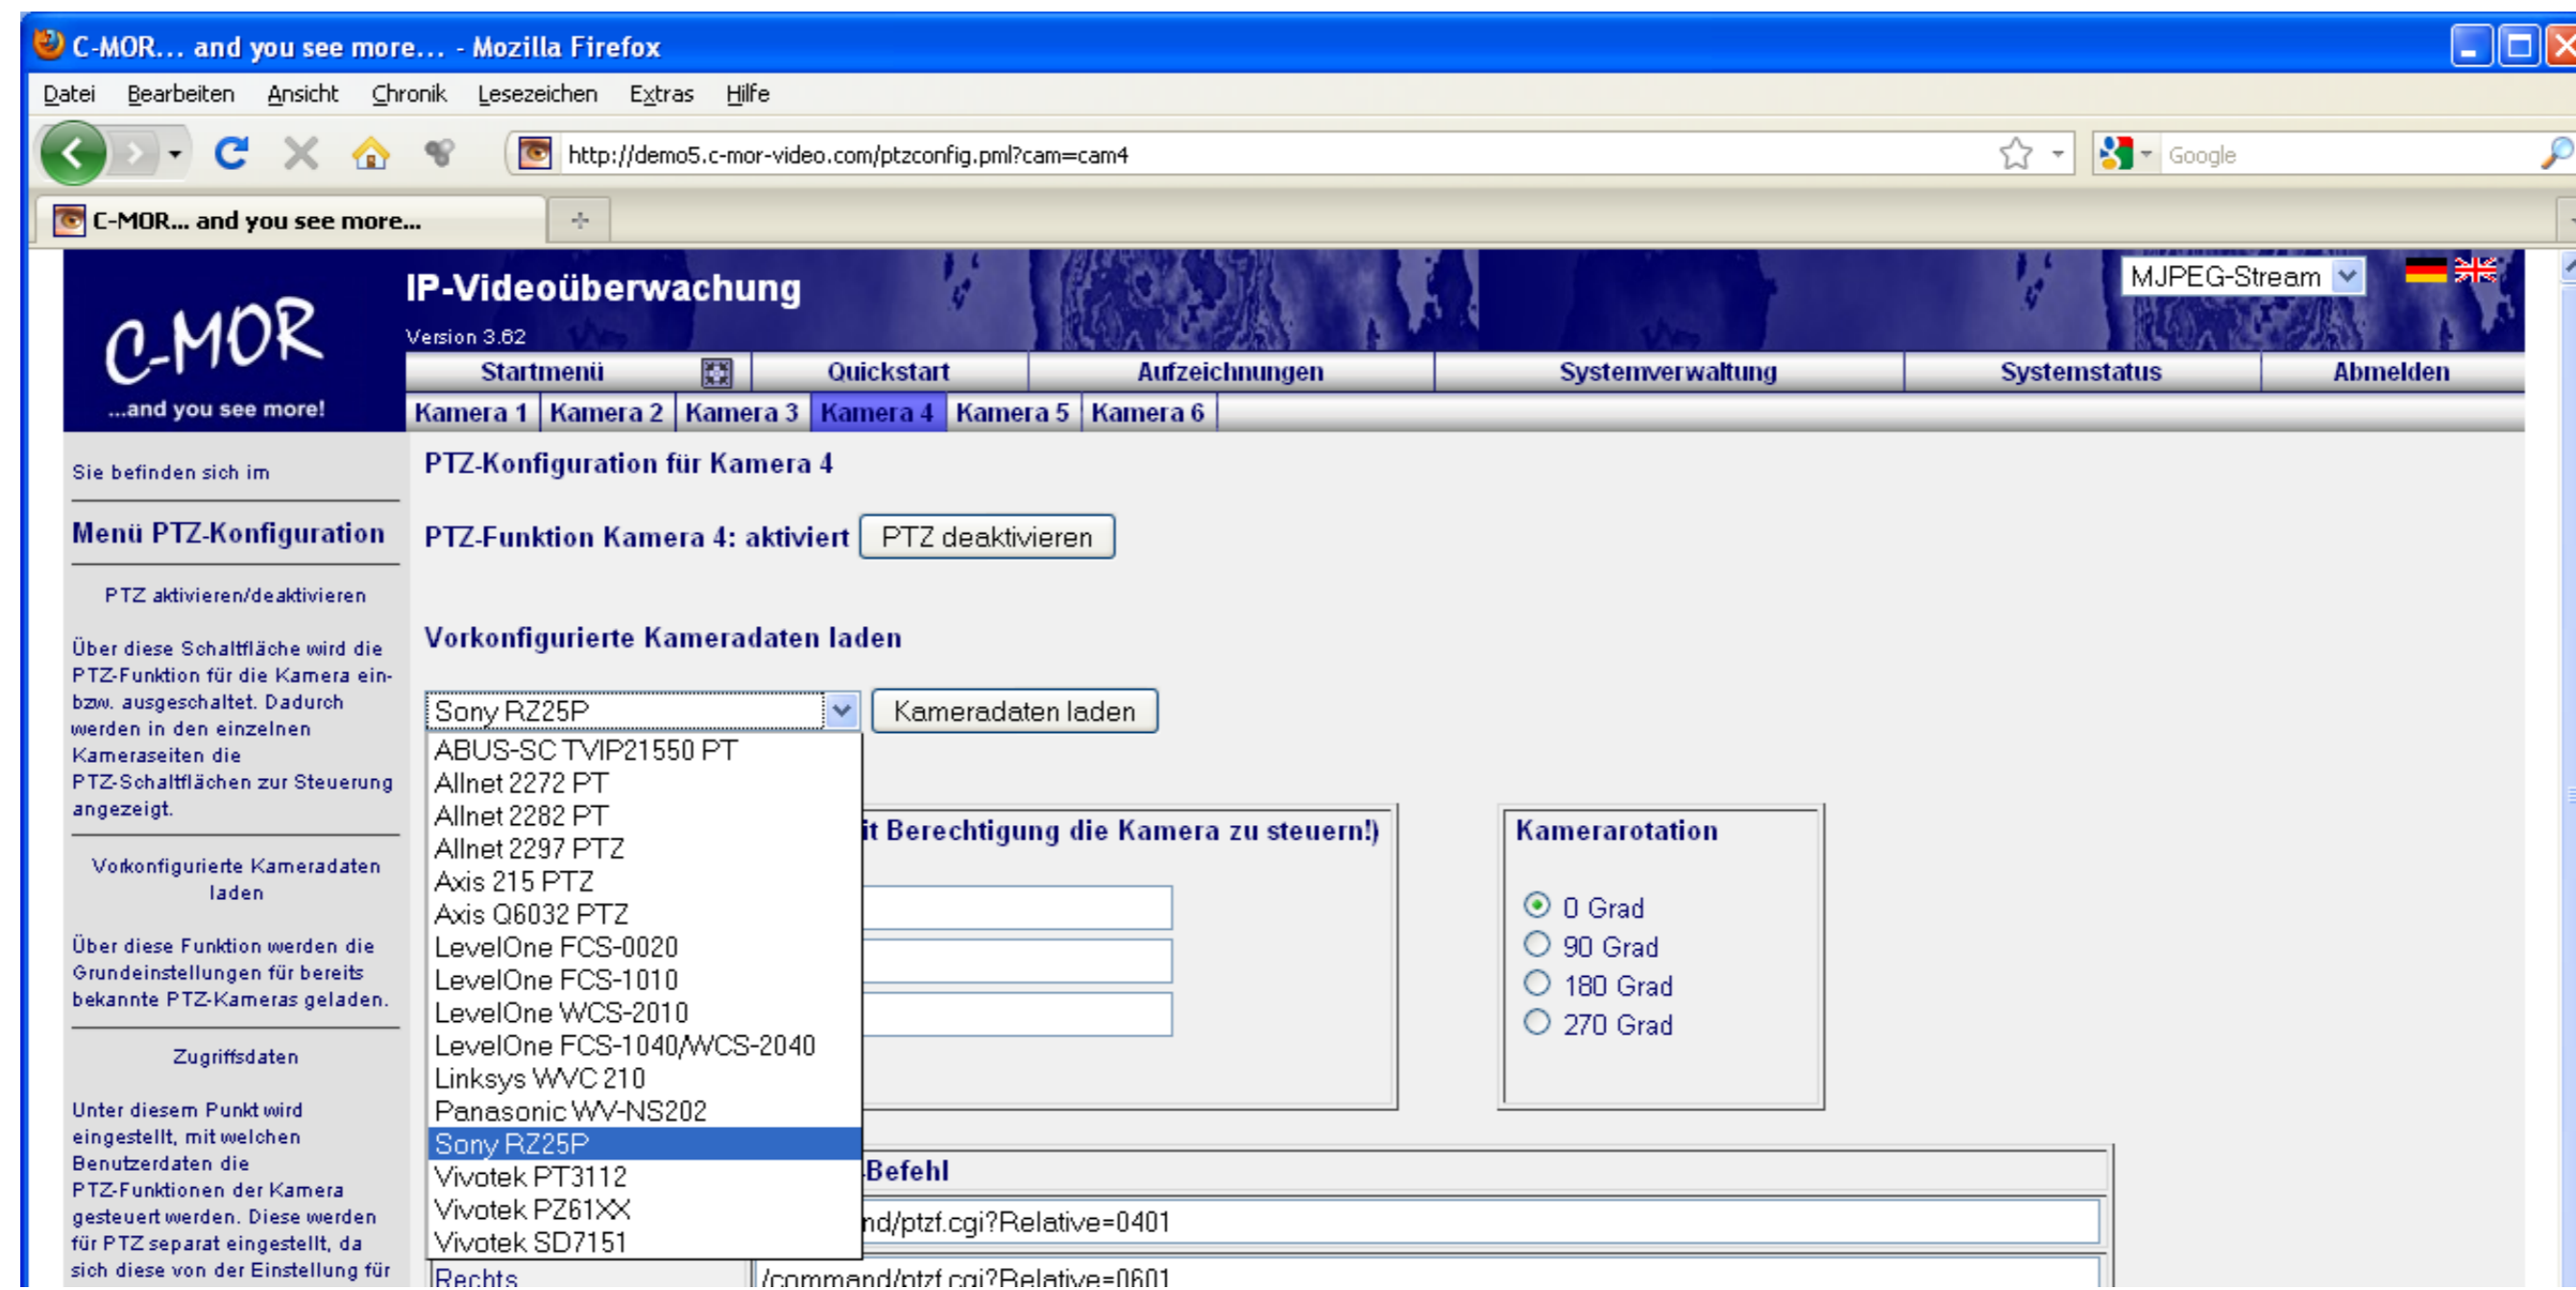 C-MOR... and you see more... - Mozilla Firefox
Datei Bearbeiten Ansicht Chronik Lesezeichen Extras Hilfe
http://demo5.c-mor-video.com/ptzconfig.pml?cam=cam4
Google
C-MOR... and you see more...
C-MOR
...and you see more!
IP-Videoüberwachung
Version 3.62
MJPEG-Stream
Startmenü Quickstart Aufzeichnungen Systemverwaltung Systemstatus Abmelden
Kamera 1 Kamera 2 Kamera 3 Kamera 4 Kamera 5 Kamera 6
Sie befinden sich im
Menü PTZ-Konfiguration
PTZ aktivieren/deaktivieren
Über diese Schaltfläche wird die
PTZ-Funktion für die Kamera ein-
bzw. ausgeschaltet. Dadurch
werden in den einzelnen
Kameraseiten die
PTZ-Schaltflächen zur Steuerung
angezeigt.
Vorkonfigurierte Kameradaten
laden
Über diese Funktion werden die
Grundeinstellungen für bereits
bekannte PTZ-Kameras geladen.
Zugriffsdaten
Unter diesem Punkt wird
eingestellt, mit welchen
Benutzerdaten die
PTZ-Funktionen der Kamera
gesteuert werden. Diese werden
für PTZ separat eingestellt, da
sich diese von der Einstellung für
PTZ-Konfiguration für Kamera 4
PTZ-Funktion Kamera 4: aktiviert PTZ deaktivieren
Vorkonfigurierte Kameradaten laden
Sony RZ25P Kameradaten laden
ABUS-SC TVIP21550 PT
Allnet 2272 PT
Allnet 2282 PT
Allnet 2297 PTZ
Axis 215 PTZ
Axis Q6032 PTZ
LevelOne FCS-0020
LevelOne FCS-1010
LevelOne WCS-2010
LevelOne FCS-1040/WCS-2040
Linksys WVC 210
Panasonic WV-NS202
Sony RZ25P
Vivotek PT3112
Vivotek PZ61XX
Vivotek SD7151
it Berechtigung die Kamera zu steuern!)
Kamerarotation
0 Grad
90 Grad
180 Grad
270 Grad
-Befehl
nd/ptzf.cgi?Relative=0401
Rechts /command/ptzf.cgi?Relative=0601